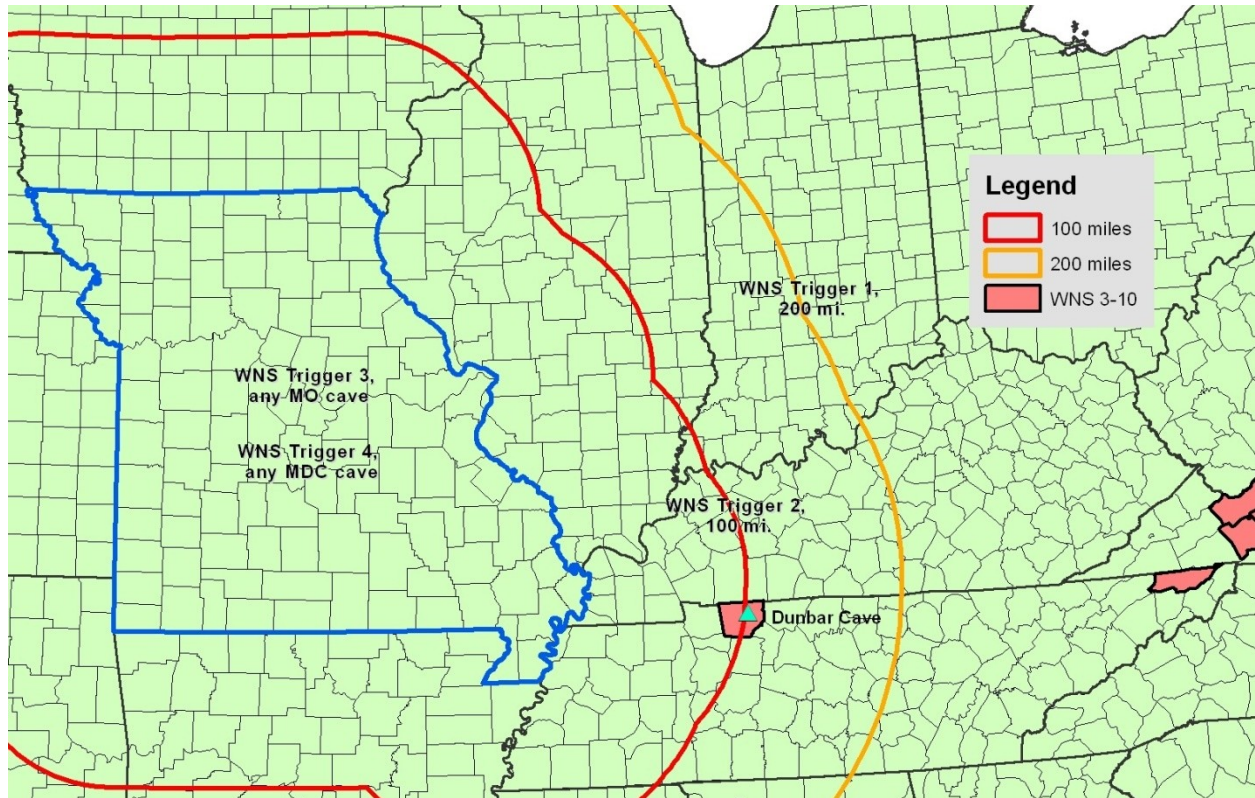 Legend
100 miles
200 miles
WNS 3-10
WNS Trigger 1,
200 mi.
WNS Trigger 3,
any MO cave
WNS Trigger 4,
any MDC cave
WNS Trigger 2,
100 mi.
Dunbar Cave